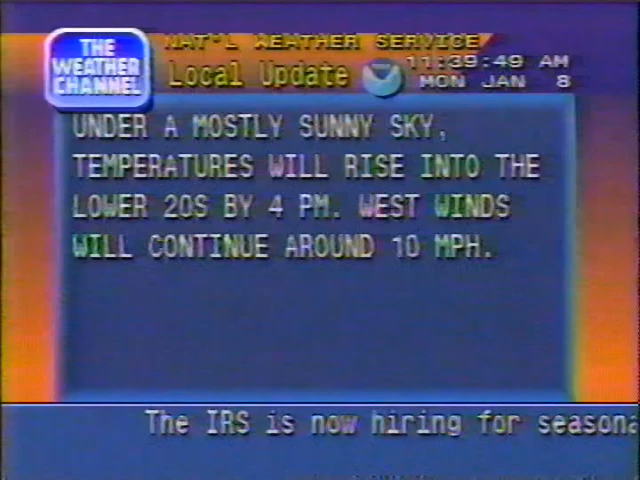 THE
WEATHER
CHANNEL
NAT'L WEATHER SERVICE
Local Update
11:39:49 AM
MON JAN 8
UNDER A MOSTLY SUNNY SKY,
TEMPERATURES WILL RISE INTO THE
LOWER 20S BY 4 PM. WEST WINDS
WILL CONTINUE AROUND 10 MPH.
The IRS is now hiring for seasona